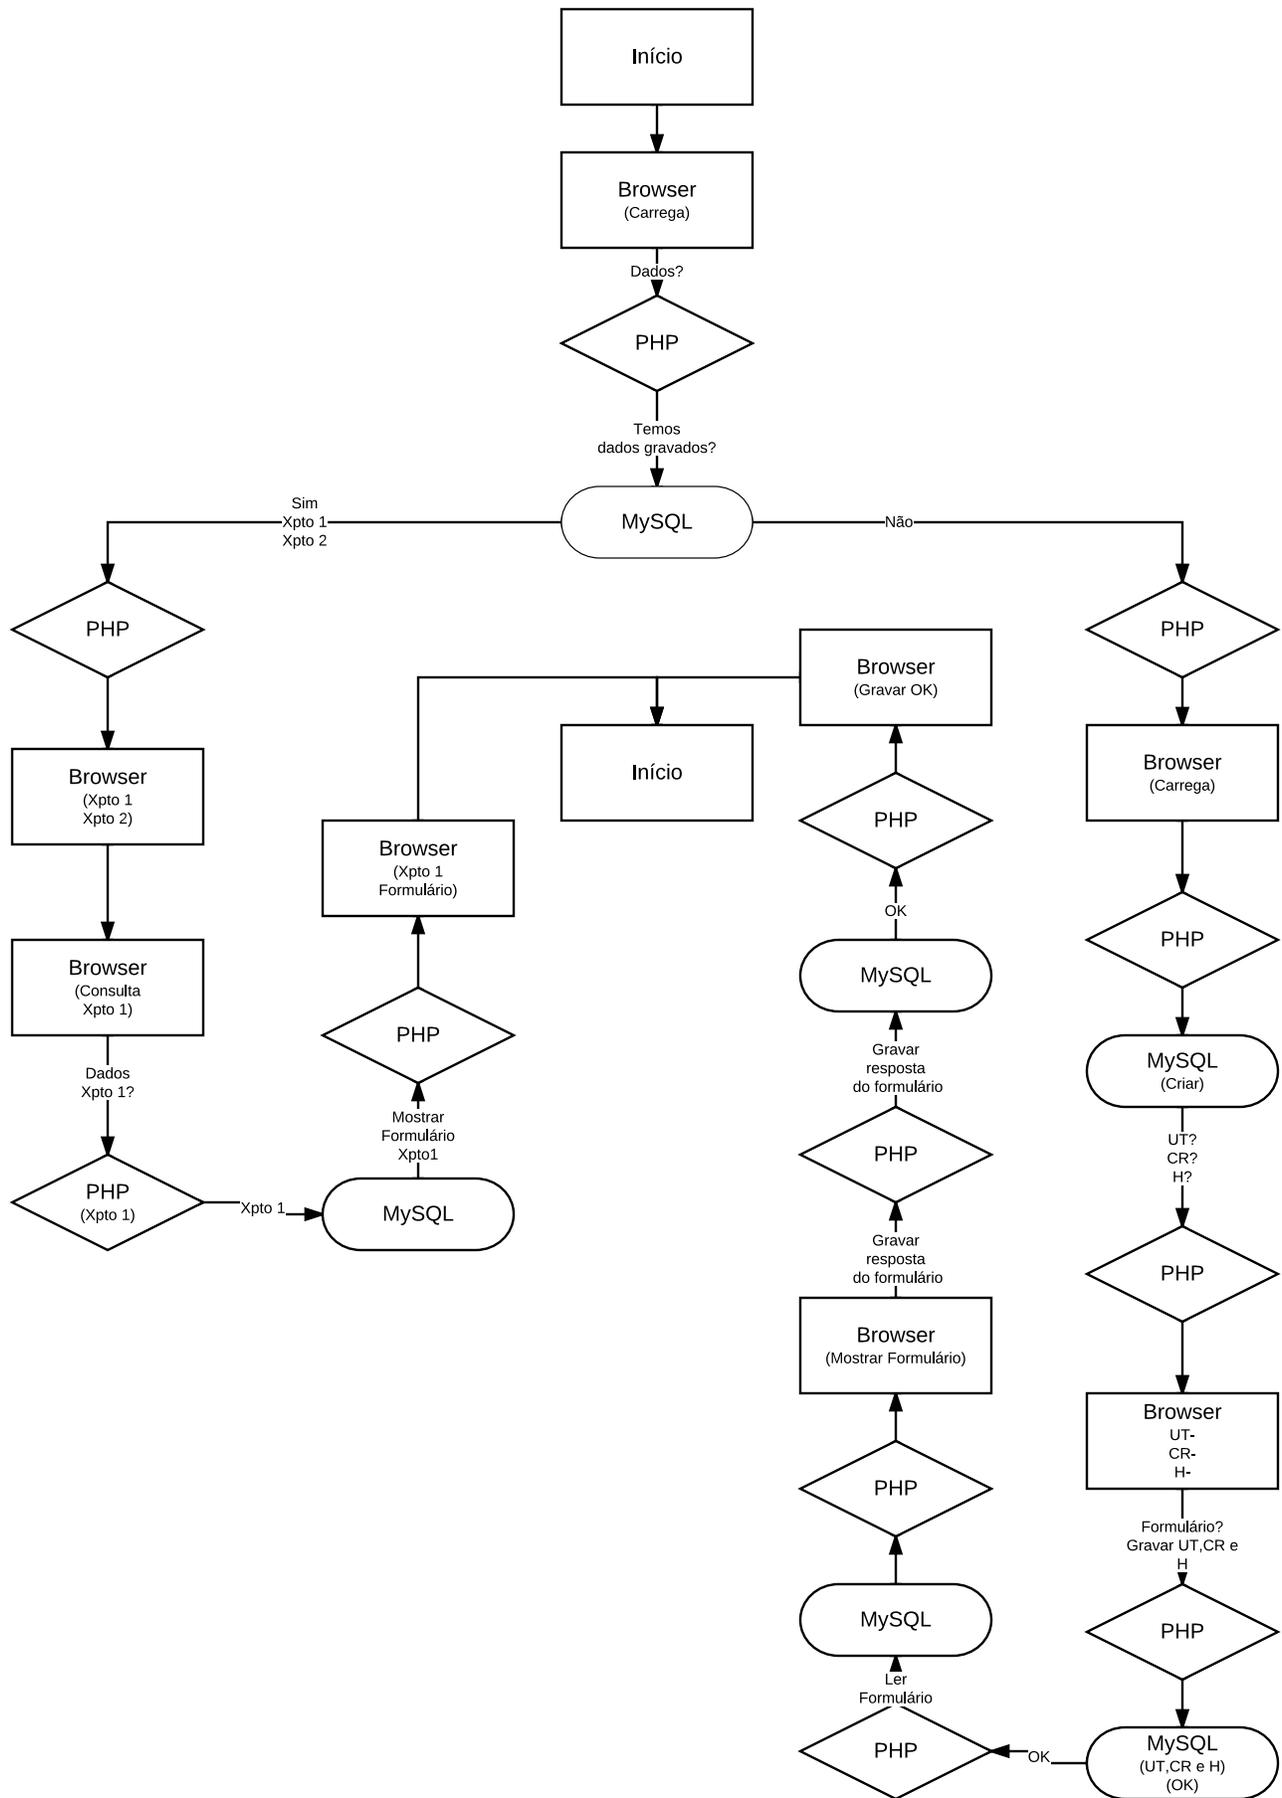 Início
Browser
(Carrega)
Dados?
PHP
Temos
dados gravados?
MySQL
Sim
Xpto 1
Xpto 2
PHP
Browser
(Xpto 1
Xpto 2)
Browser
(Consulta
Xpto 1)
Dados
Xpto 1?
PHP
(Xpto 1)
Xpto 1
MySQL
Mostrar
Formulário
Xpto1
PHP
Browser
(Xpto 1
Formulário)
Início
Não
PHP
Browser
(Carrega)
PHP
MySQL
(Criar)
UT?
CR?
H?
PHP
Browser
UT-
CR-
H-
Formulário?
Gravar UT,CR e
H
PHP
MySQL
(UT,CR e H)
(OK)
OK
PHP
Ler
Formulário
MySQL
PHP
Browser
(Mostrar Formulário)
Gravar
resposta
do formulário
PHP
Gravar
resposta
do formulário
MySQL
OK
PHP
Browser
(Gravar OK)